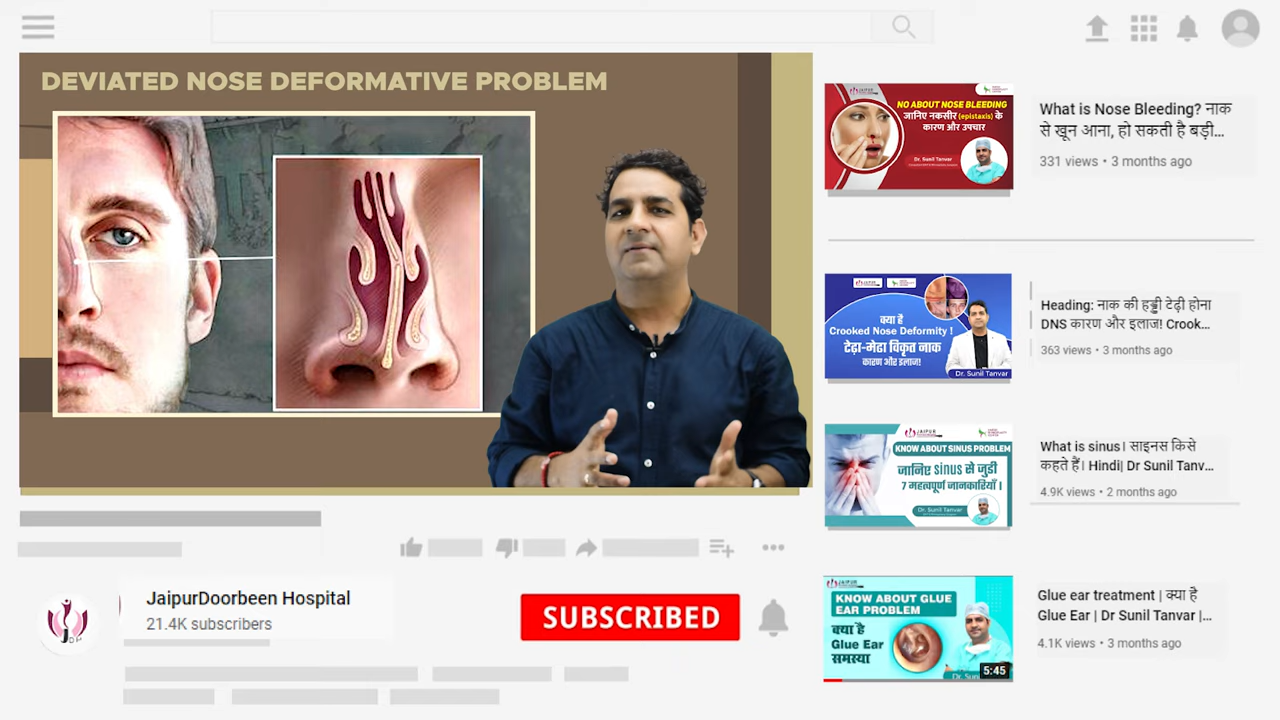 DEVIATED NOSE DEFORMATIVE PROBLEM
JaipurDoorbeen Hospital
21.4K subscribers
SUBSCRIBED
JAIPUR
NO ABOUT NOSE BLEEDING
जानिए नकसीर (epistaxis) के
कारण और उपचार
Dr. Sunil Tanvar
What is Nose Bleeding? नाक
से खून आना, हो सकती है बड़ी...
331 views • 3 months ago
क्या है
Crooked Nose Deformity !
टेढ़ा-मेढा विकृत नाक
कारण और इलाज!
Dr. Sunil Tanvar
Heading: नाक की हड्डी टेढ़ी होना
DNS कारण और इलाज! Crook...
363 views • 3 months ago
JAIPUR
KNOW ABOUT SINUS PROBLEM
जानिए sinus से जुडी
7 महत्वपूर्ण जानकारियाँ ।
Dr. Sunil Tanvar
What is sinus। साइनस किसे
कहते हैं। Hindi| Dr Sunil Tanv...
4.9K views • 2 months ago
JAIPUR
KNOW ABOUT GLUE
EAR PROBLEM
क्या है
Glue Ear
समस्या
5:45
Glue ear treatment | क्या है
Glue Ear | Dr Sunil Tanvar |...
4.1K views • 3 months ago